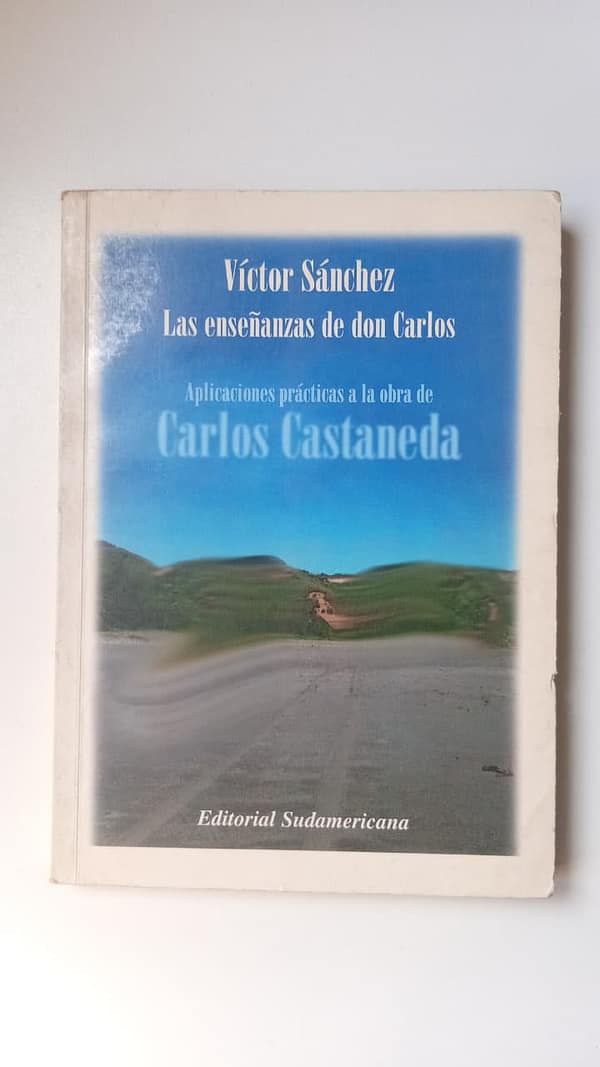 Víctor Sánchez
Las enseñanzas de don Carlos
Aplicaciones prácticas a la obra de
Carlos Castaneda
Editorial Sudamericana